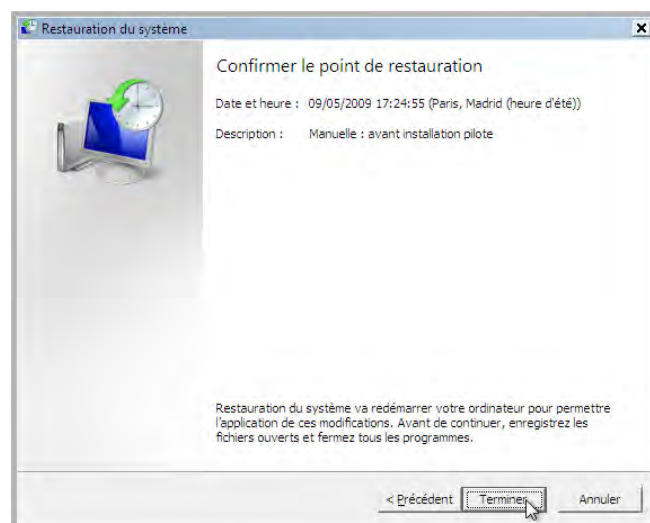 Restauration du système
Confirmer le point de restauration
Date et heure : 09/05/2009 17:24:55 (Paris, Madrid (heure d'été))
Description : Manuelle : avant installation pilote
Restauration du système va redémarrer votre ordinateur pour permettre
l'application de ces modifications. Avant de continuer, enregistrez les
fichiers ouverts et fermez tous les programmes.
< Précédent Terminer Annuler